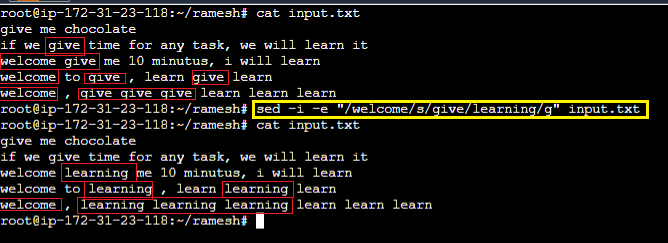 root@ip-172-31-23-118:~/ramesh# cat input.txt
give me chocolate
if we give time for any task, we will learn it
welcome give me 10 minutus, i will learn
welcome to give , learn give learn
welcome , give give give learn learn learn
root@ip-172-31-23-118:~/ramesh# sed -i -e "/welcome/s/give/learning/g" input.txt
root@ip-172-31-23-118:~/ramesh# cat input.txt
give me chocolate
if we give time for any task, we will learn it
welcome learning me 10 minutus, i will learn
welcome to learning , learn learning learn
welcome , learning learning learning learn learn learn
root@ip-172-31-23-118:~/ramesh#